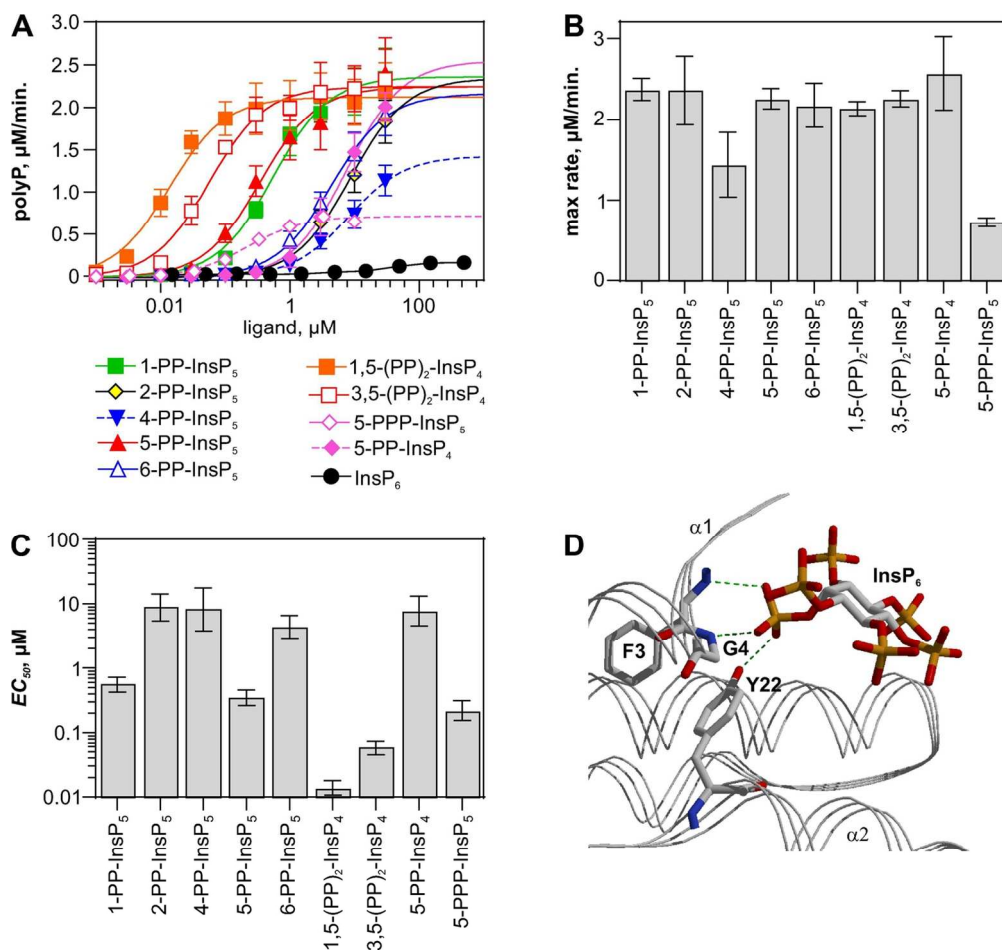 A
3.0
2.5
2.0
1.5
1.0
0.5
0
polyP, µM/min.
0.01
1
100
ligand, µM
1-PP-InsP₅
2-PP-InsP₅
4-PP-InsP₅
5-PP-InsP₅
6-PP-InsP₅
1,5-(PP)₂-InsP₄
3,5-(PP)₂-InsP₄
5-PPP-InsP₅
5-PP-InsP₄
InsP₆
B
3
2
1
0
max rate, µM/min.
1-PP-InsP₅
2-PP-InsP₅
4-PP-InsP₅
5-PP-InsP₅
6-PP-InsP₅
1,5-(PP)₂-InsP₄
3,5-(PP)₂-InsP₄
5-PP-InsP₄
5-PPP-InsP₅
C
100
10
1
0.1
0.01
EC₅₀, µM
1-PP-InsP₅
2-PP-InsP₅
4-PP-InsP₅
5-PP-InsP₅
6-PP-InsP₅
1,5-(PP)₂-InsP₄
3,5-(PP)₂-InsP₄
5-PP-InsP₄
5-PPP-InsP₅
D
α1
InsP₆
F3
G4
Y22
α2